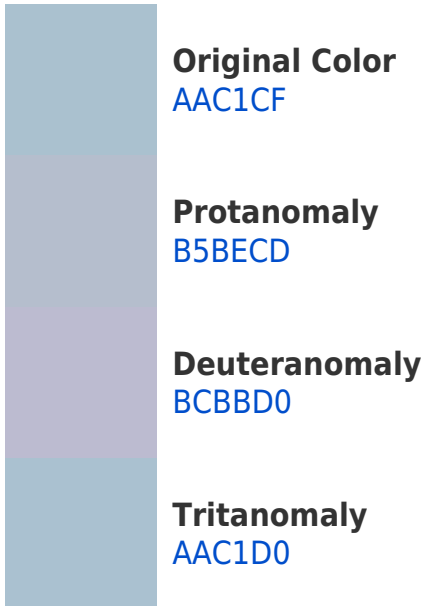 Original Color
AAC1CF
Protanomaly
B5BECD
Deuteranomaly
BCBBD0
Tritanomaly
AAC1D0